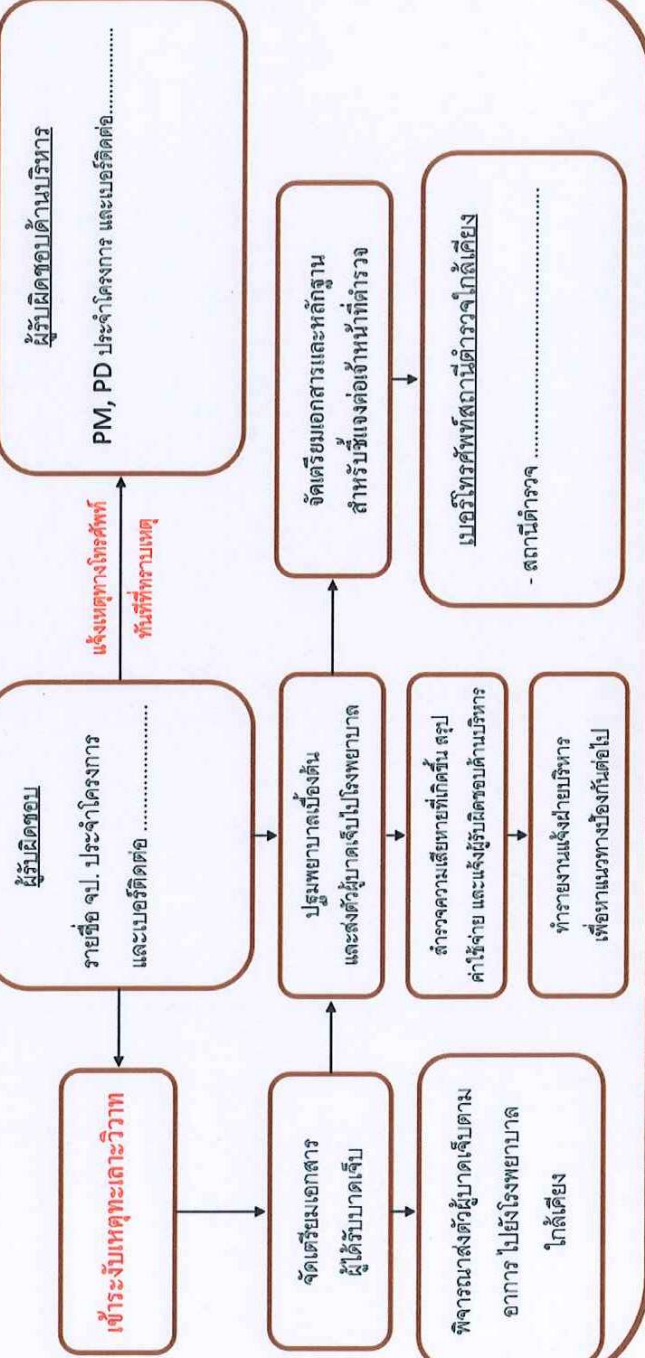 ผู้รับผิดชอบ
รายชื่อ จป. ประจำโครงการ
และเบอร์ติดต่อ ........................
แจ้งเหตุทางโทรศัพท์
ทันทีที่ทราบเหตุ
ผู้รับผิดชอบด้านบริหาร
PM, PD ประจำโครงการ และเบอร์ติดต่อ................
เข้าระงับเหตุทะเลาะวิวาท
จัดเตรียมเอกสาร
ผู้ได้รับบาดเจ็บ
พิจารณาส่งตัวผู้บาดเจ็บตาม
อาการ ไปยังโรงพยาบาล
ใกล้เคียง
ปฐมพยาบาลเบื้องต้น
และส่งตัวผู้บาดเจ็บไปโรงพยาบาล
สำรวจความเสียหายที่เกิดขึ้น สรุป
ค่าใช้จ่าย และแจ้งผู้รับผิดชอบด้านบริหาร
ทำรายงานแจ้งฝ่ายบริหาร
เพื่อหาแนวทางป้องกันต่อไป
จัดเตรียมเอกสารและหลักฐาน
สำหรับชี้แจงต่อเจ้าหน้าที่ตำรวจ
เบอร์โทรศัพท์สถานีตำรวจใกล้เคียง
- สถานีตำรวจ ................................................